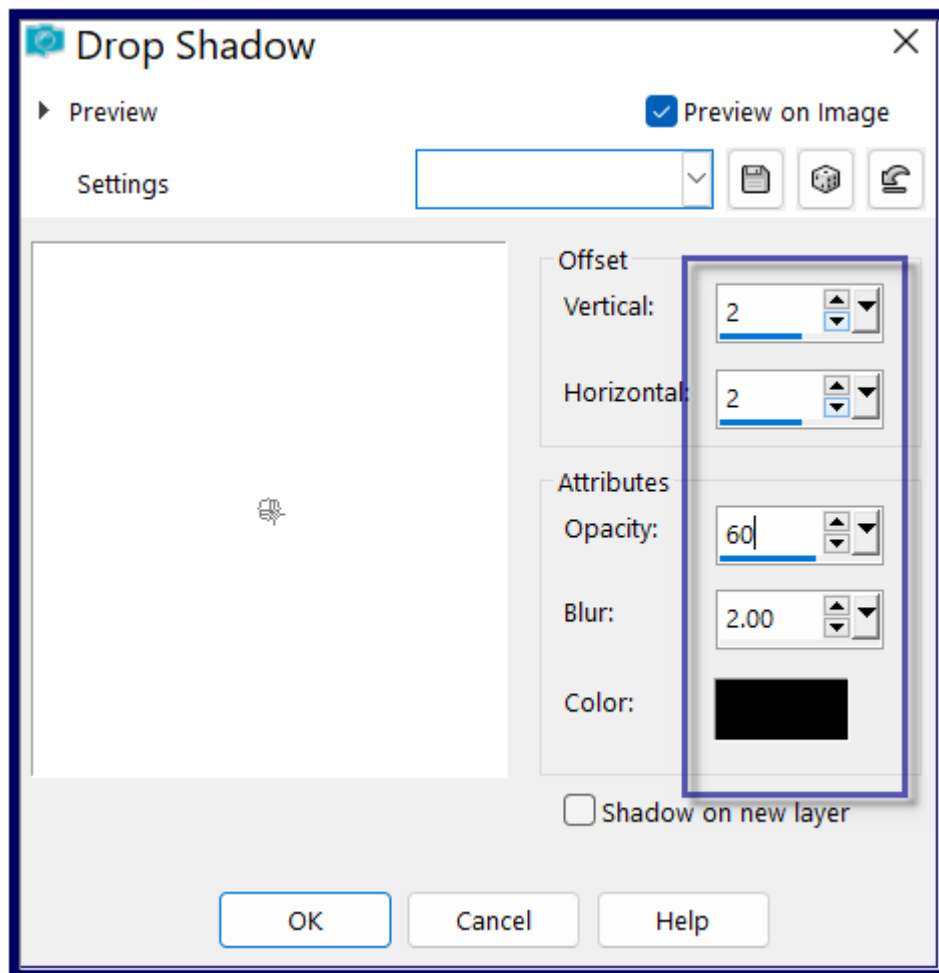 Drop Shadow
Preview
Preview on Image
Settings
Offset
Vertical:
2
Horizontal:
2
Attributes
Opacity:
60
Blur:
2.00
Color:
Shadow on new layer
OK
Cancel
Help